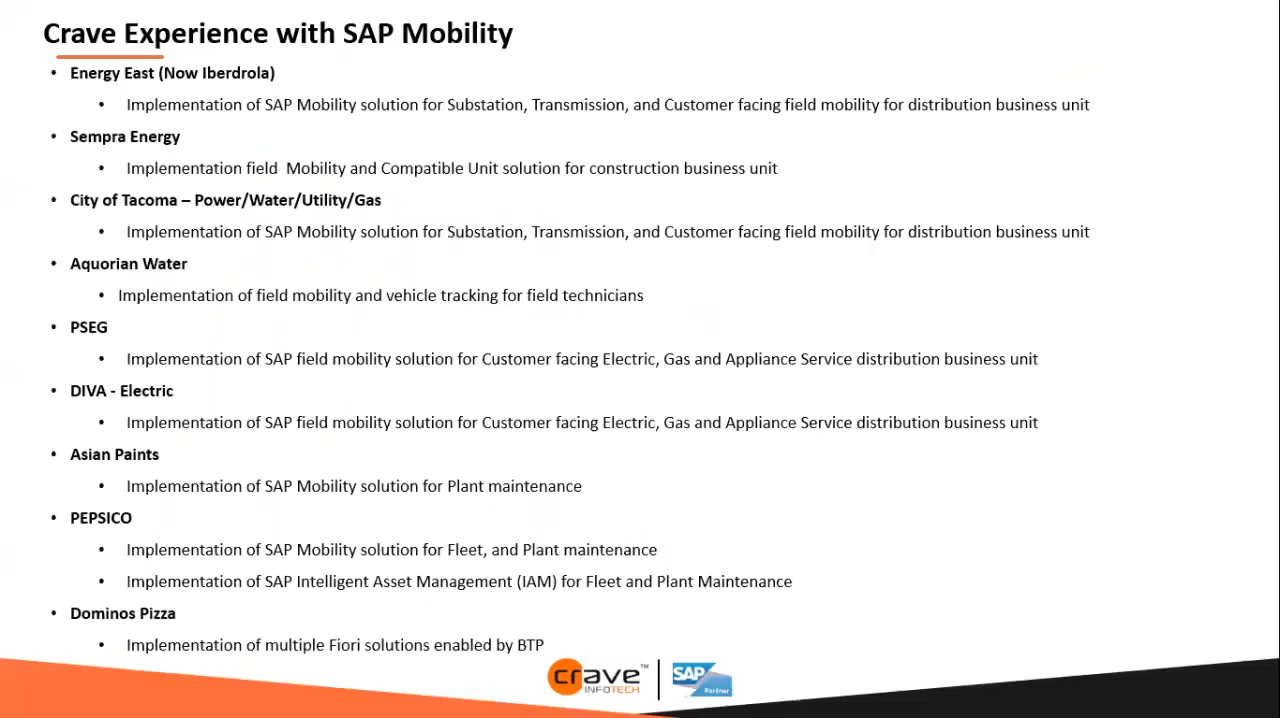 Crave Experience with SAP Mobility
• Energy East (Now Iberdrola)
• Implementation of SAP Mobility solution for Substation, Transmission, and Customer facing field mobility for distribution business unit
• Sempra Energy
• Implementation field  Mobility and Compatible Unit solution for construction business unit
• City of Tacoma – Power/Water/Utility/Gas
• Implementation of SAP Mobility solution for Substation, Transmission, and Customer facing field mobility for distribution business unit
• Aquorian Water
• Implementation of field mobility and vehicle tracking for field technicians
• PSEG
• Implementation of SAP field mobility solution for Customer facing Electric, Gas and Appliance Service distribution business unit
• DIVA - Electric
• Implementation of SAP field mobility solution for Customer facing Electric, Gas and Appliance Service distribution business unit
• Asian Paints
• Implementation of SAP Mobility solution for Plant maintenance
• PEPSICO
• Implementation of SAP Mobility solution for Fleet, and Plant maintenance
• Implementation of SAP Intelligent Asset Management (IAM) for Fleet and Plant Maintenance
• Dominos Pizza
• Implementation of multiple Fiori solutions enabled by BTP
crave™
INFOTECH
SAP
Partner